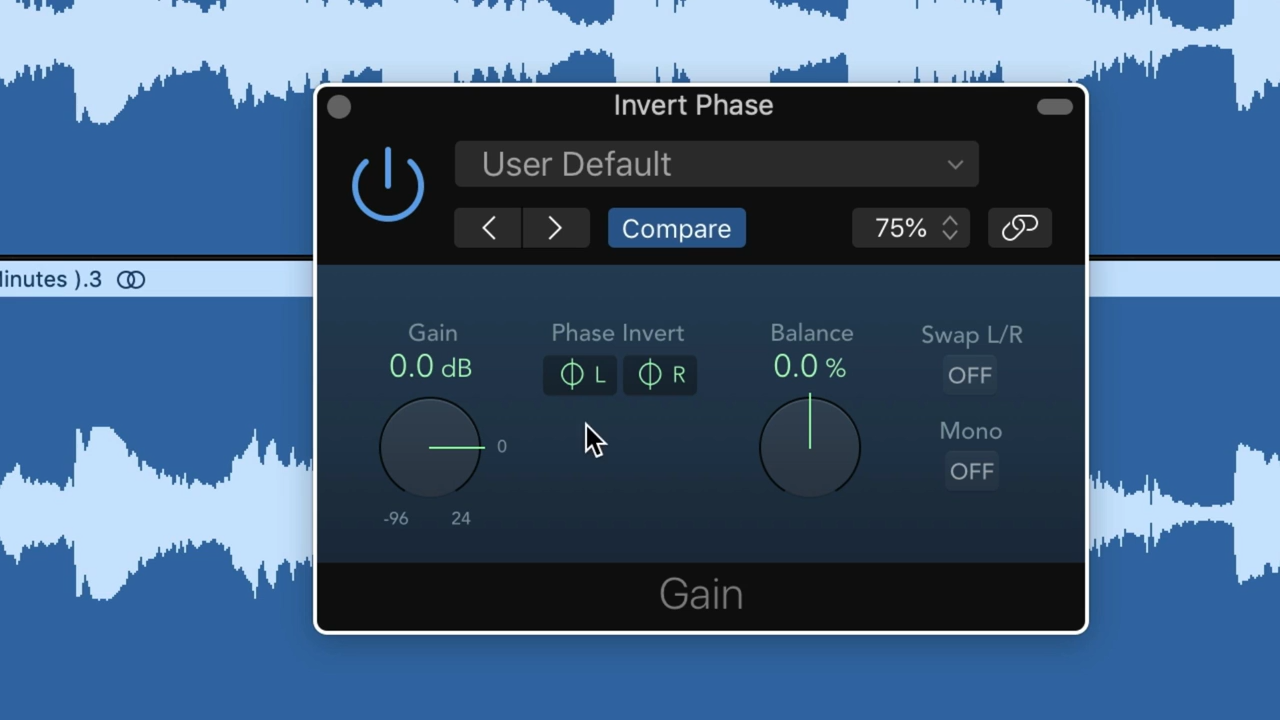 Invert Phase
User Default
Compare
75%
Minutes ).3
Gain
0.0 dB
0
-96 24
Phase Invert
L R
Balance
0.0 %
Swap L/R
OFF
Mono
OFF
Gain